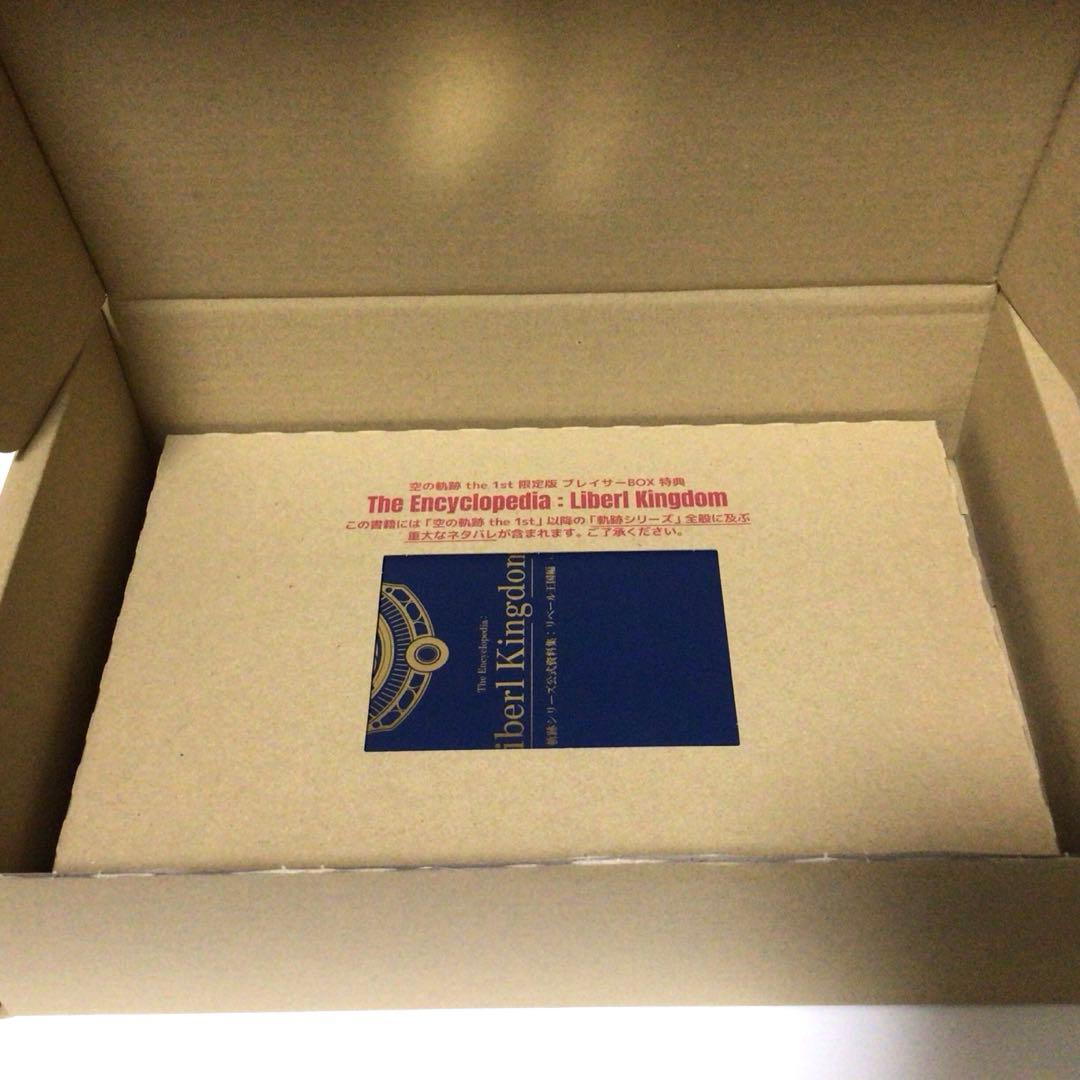 空の軌跡 the 1st 限定版 ブレイサーBOX 特典
The Encyclopedia : Liberl Kingdom
この書籍には「空の軌跡 the 1st」以降の「軌跡シリーズ」全般に及ぶ
重大なネタバレが含まれます。ご了承ください。
The Encyclopedia :
iberl Kingdom
軌跡シリーズ公式資料集：リベール王国編